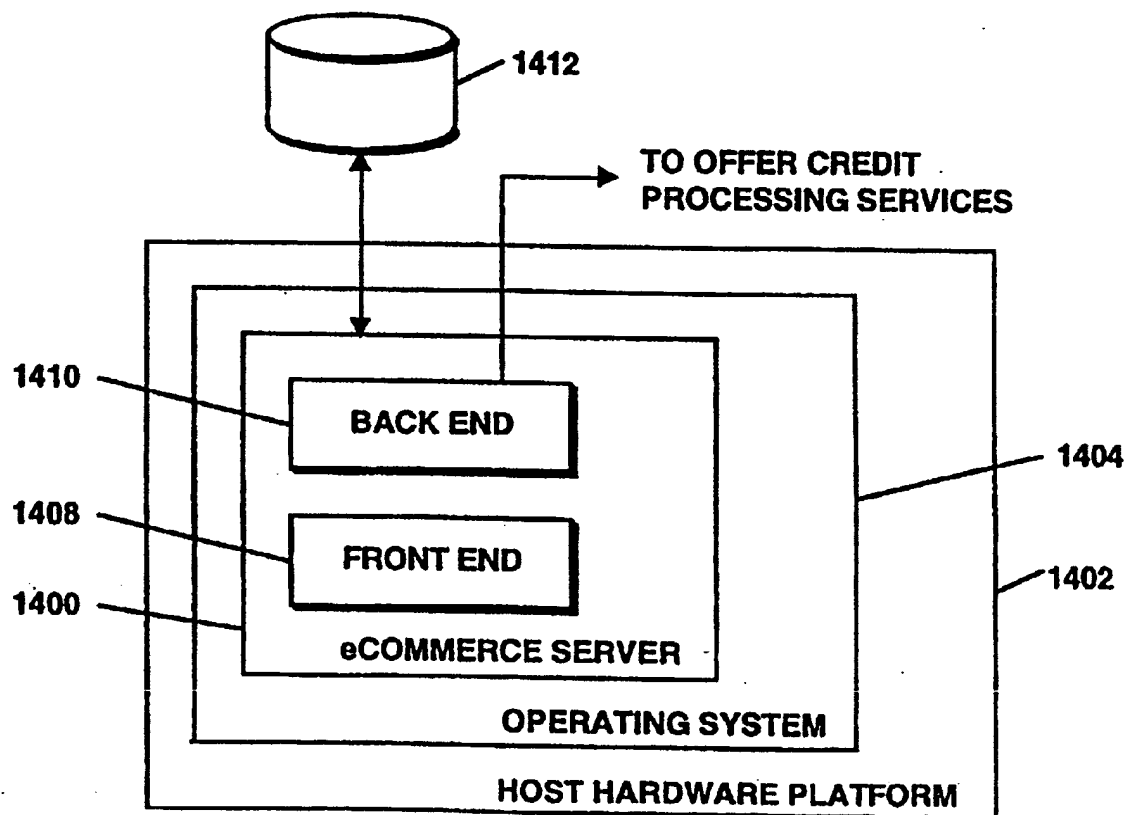 1412
TO OFFER CREDIT
PROCESSING SERVICES
1410
BACK END
1404
1408
FRONT END
1402
1400
eCOMMERCE SERVER
OPERATING SYSTEM
HOST HARDWARE PLATFORM